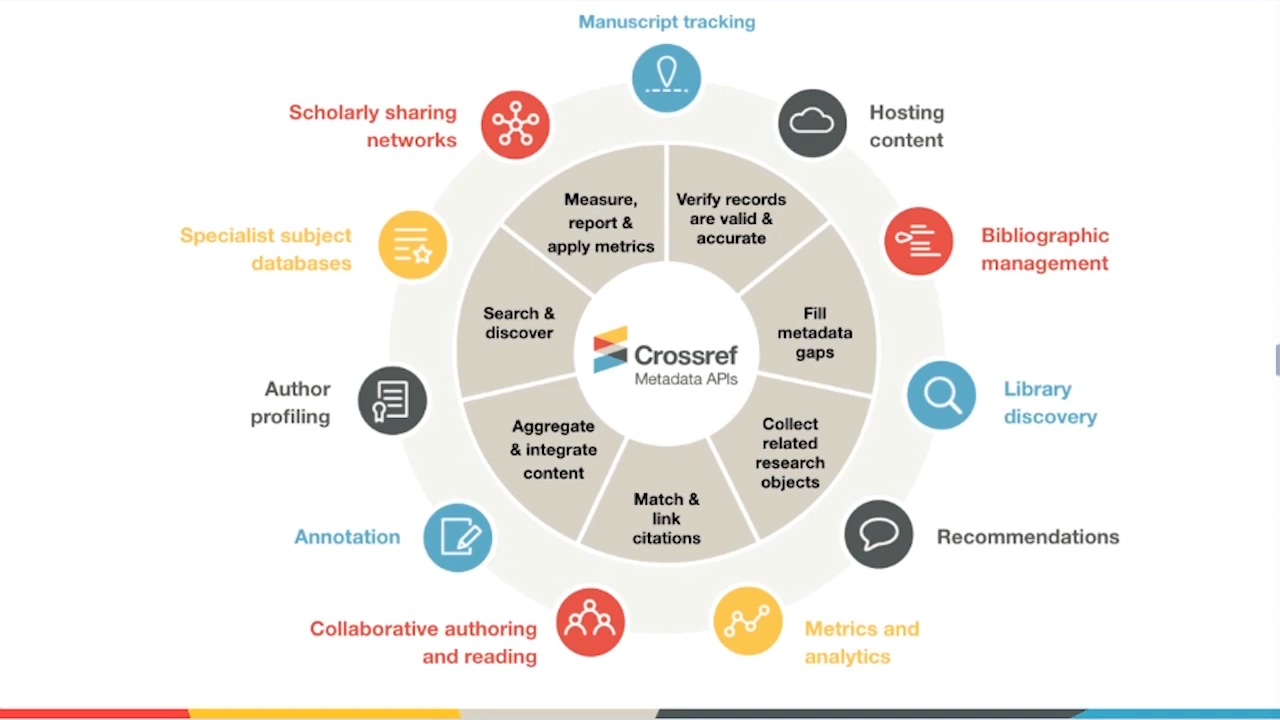 Manuscript tracking
Hosting
content
Bibliographic
management
Library
discovery
Recommendations
Metrics and
analytics
Collaborative authoring
and reading
Annotation
Author
profiling
Specialist subject
databases
Scholarly sharing
networks
Verify records
are valid &
accurate
Fill
metadata
gaps
Collect
related
research
objects
Match &
link
citations
Aggregate
& integrate
content
Search &
discover
Measure,
report &
apply metrics
Crossref
Metadata APIs